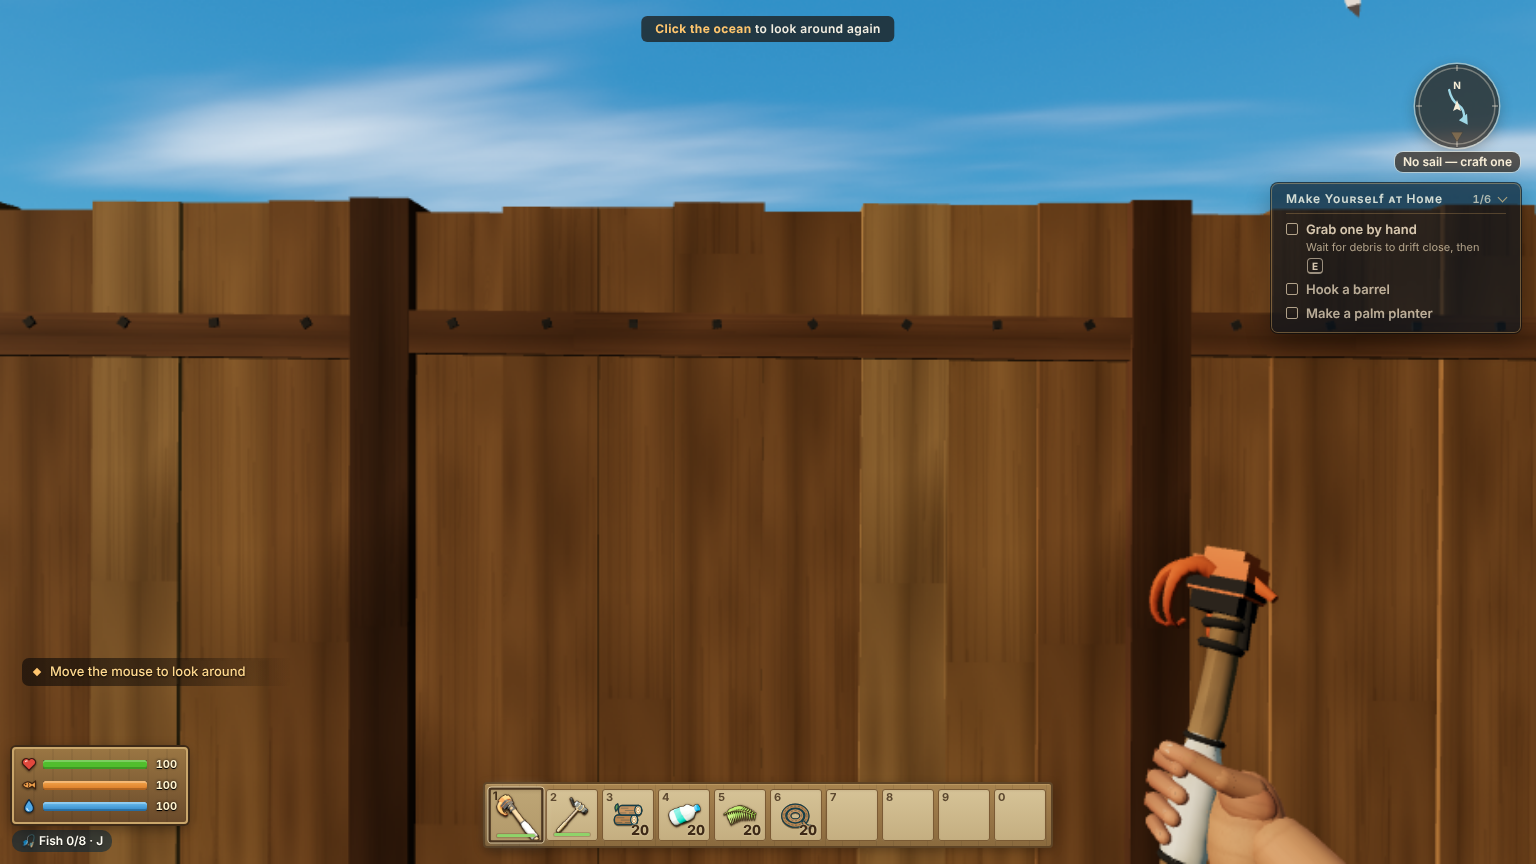 Click the ocean to look around again
N
No sail — craft one
Make Yourself at Home 1/6
Grab one by hand
Wait for debris to drift close, then
E
Hook a barrel
Make a palm planter
Move the mouse to look around
100
100
100
Fish 0/8 · J
1 2 3 4 5 6 7 8 9 0
20 20 20 20